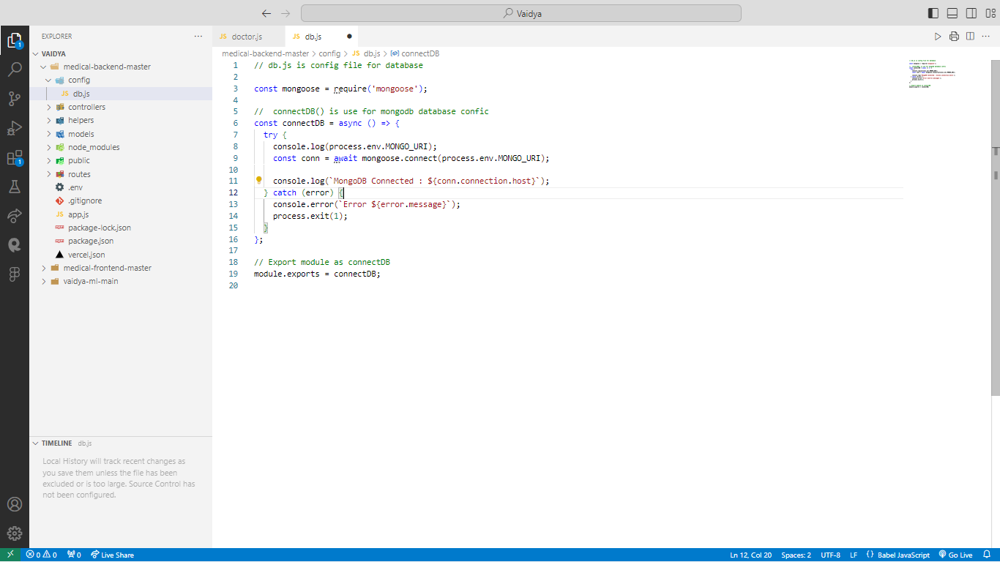 Vaidya
EXPLORER
VAIDYA
medical-backend-master
config
JS db.js
controllers
helpers
models
node_modules
public
routes
.env
.gitignore
JS app.js
package-lock.json
package.json
vercel.json
medical-frontend-master
vaidya-ml-main
TIMELINE db.js
Local History will track recent changes as
you save them unless the file has been
excluded or is too large. Source Control has
not been configured.
JS doctor.js
JS db.js
medical-backend-master > config > JS db.js > connectDB
1 // db.js is config file for database
2
3 const mongoose = require('mongoose');
4
5 //  connectDB() is use for mongodb database confic
6 const connectDB = async () => {
7   try {
8     console.log(process.env.MONGO_URI);
9     const conn = await mongoose.connect(process.env.MONGO_URI);
10
11     console.log(`MongoDB Connected : ${conn.connection.host}`);
12   } catch (error) {
13     console.error(`Error ${error.message}`);
14     process.exit(1);
15   }
16 };
17
18 // Export module as connectDB
19 module.exports = connectDB;
20
1
1
0 0 0 Live Share
Ln 12, Col 20 Spaces: 2 UTF-8 LF {} Babel JavaScript Go Live